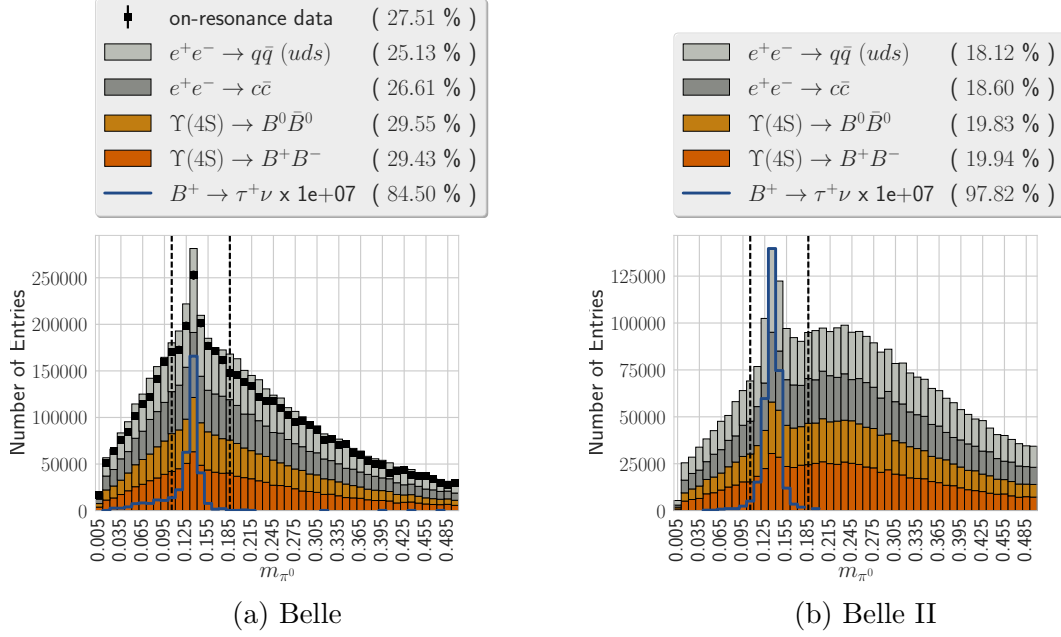 on-resonance data ( 27.51 % )
e⁺e⁻ → qq̄ (uds) ( 25.13 % )
e⁺e⁻ → cc̄ ( 26.61 % )
Υ(4S) → B⁰B̄⁰ ( 29.55 % )
Υ(4S) → B⁺B⁻ ( 29.43 % )
B⁺ → τ⁺ν x 1e+07 ( 84.50 % )
Number of Entries
250000
200000
150000
100000
50000
0
0.005 0.035 0.065 0.095 0.125 0.155 0.185 0.215 0.245 0.275 0.305 0.335 0.365 0.395 0.425 0.455 0.485
m_π⁰
(a) Belle
e⁺e⁻ → qq̄ (uds) ( 18.12 % )
e⁺e⁻ → cc̄ ( 18.60 % )
Υ(4S) → B⁰B̄⁰ ( 19.83 % )
Υ(4S) → B⁺B⁻ ( 19.94 % )
B⁺ → τ⁺ν x 1e+07 ( 97.82 % )
Number of Entries
125000
100000
75000
50000
25000
0
0.005 0.035 0.065 0.095 0.125 0.155 0.185 0.215 0.245 0.275 0.305 0.335 0.365 0.395 0.425 0.455 0.485
m_π⁰
(b) Belle II